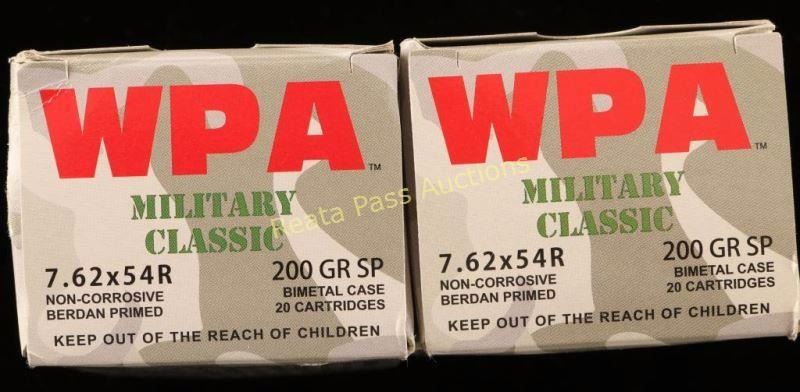 WPA™
MILITARY
CLASSIC
7.62x54R
200 GR SP
NON-CORROSIVE
BIMETAL CASE
BERDAN PRIMED
20 CARTRIDGES
KEEP OUT OF THE REACH OF CHILDREN
WPA™
MILITARY
CLASSIC
7.62x54R
200 GR SP
NON-CORROSIVE
BIMETAL CASE
BERDAN PRIMED
20 CARTRIDGES
KEEP OUT OF THE REACH OF CHILDREN
Reata Pass Auctions